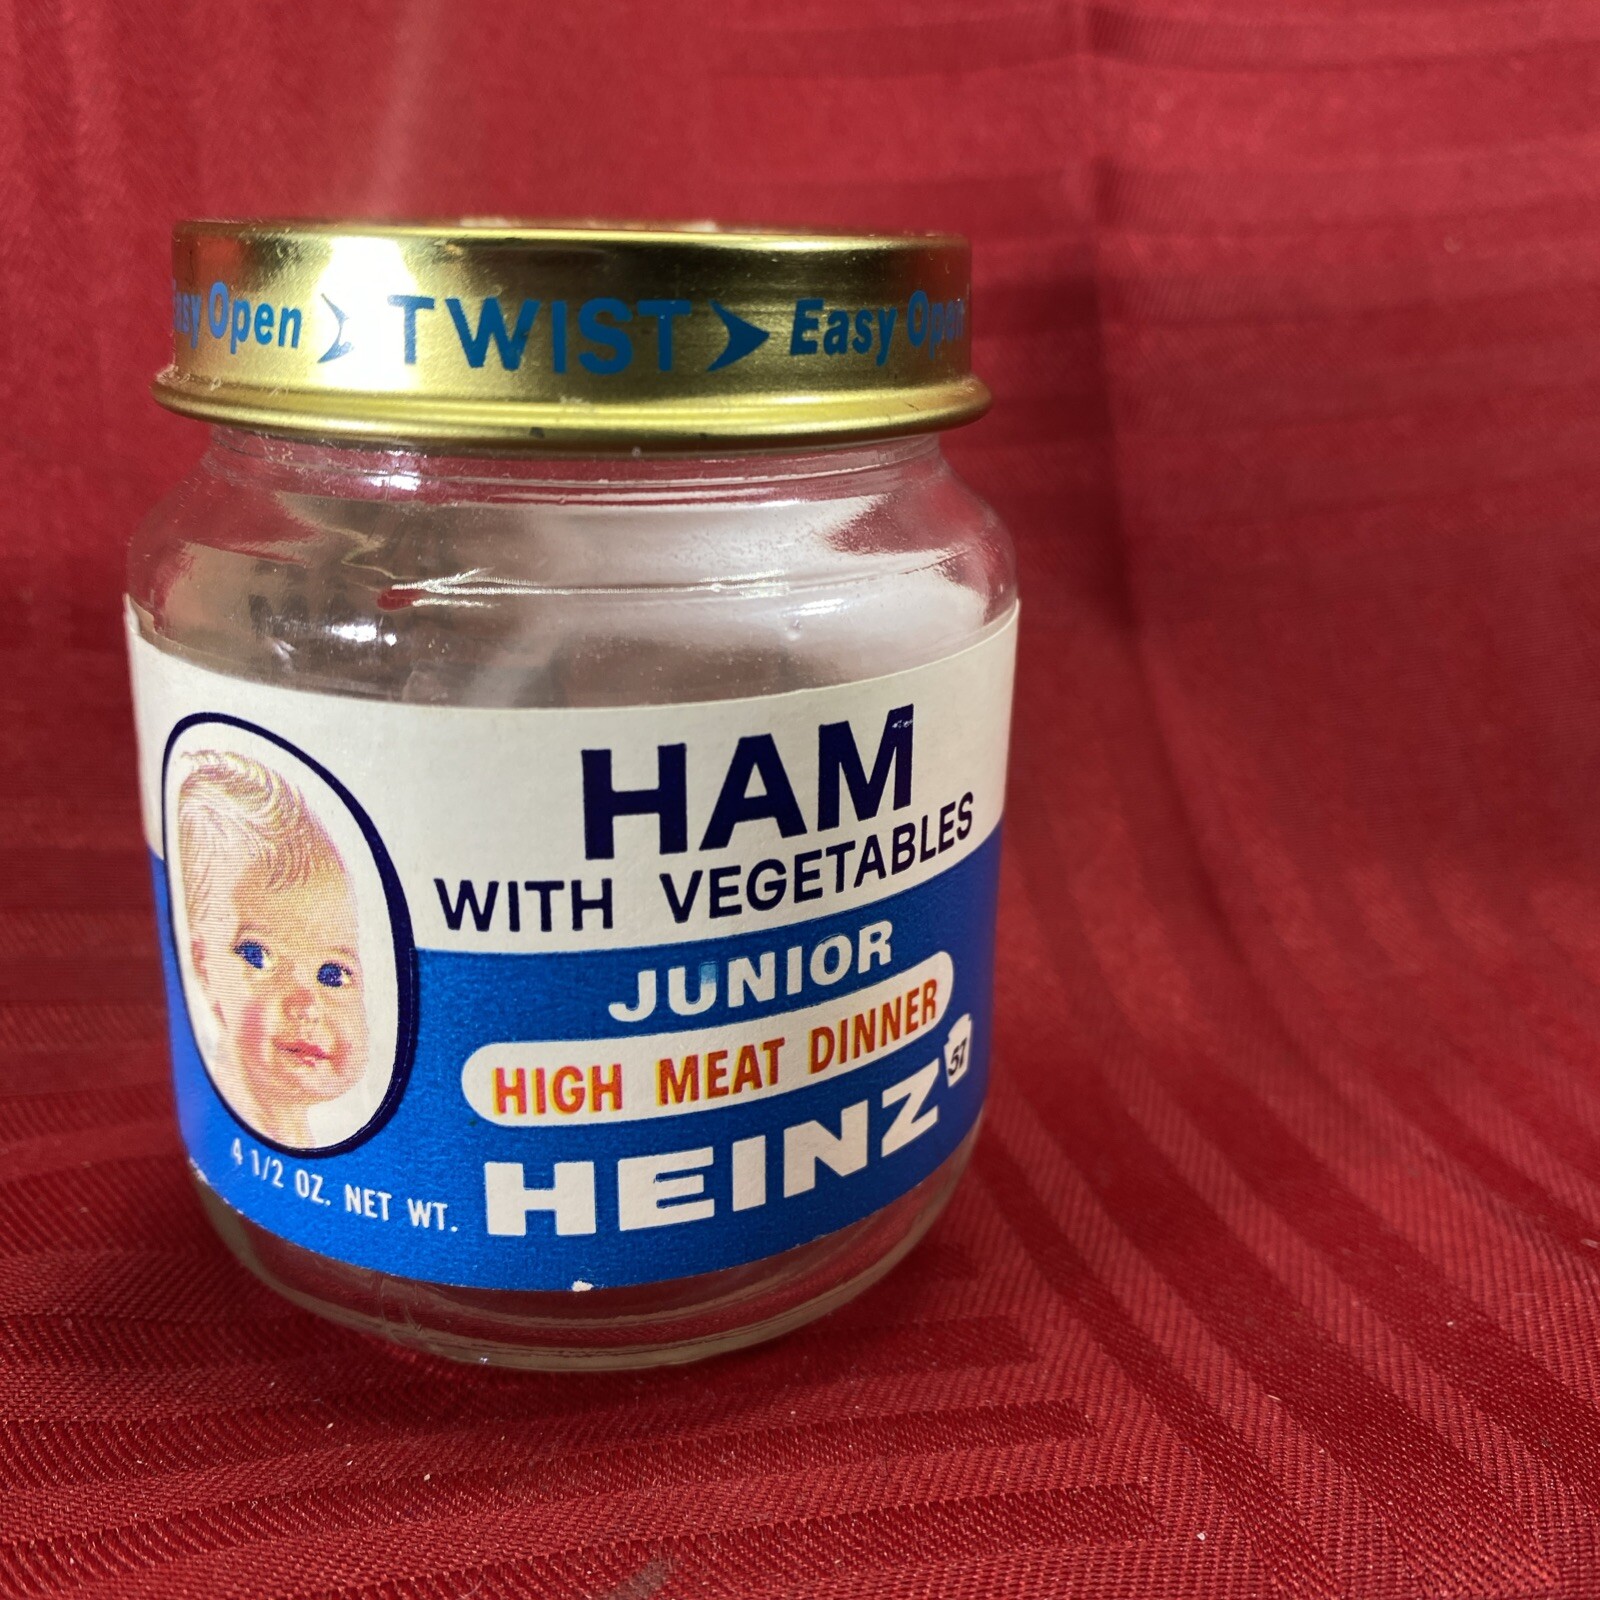 Easy Open TWIST Easy Open
HAM
WITH VEGETABLES
JUNIOR
HIGH MEAT DINNER
HEINZ 57
4 1/2 OZ. NET WT.